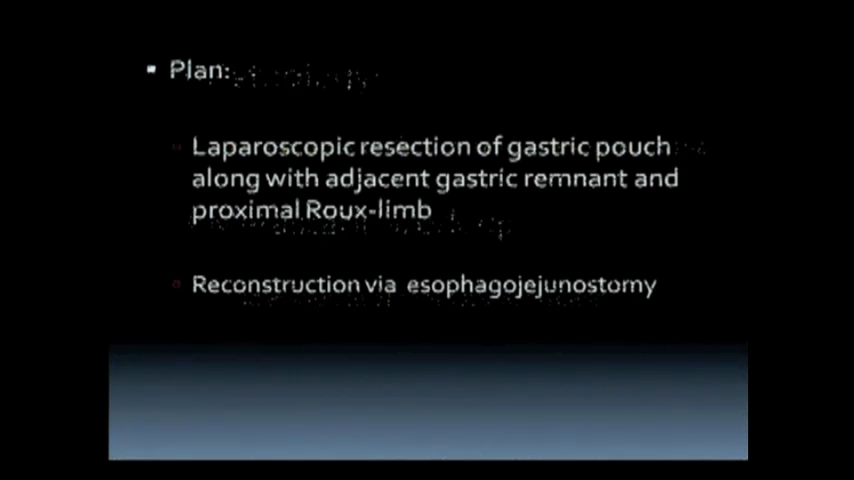 Plan:
Laparoscopic resection of gastric pouch
along with adjacent gastric remnant and
proximal Roux-limb
Reconstruction via esophagojejunostomy